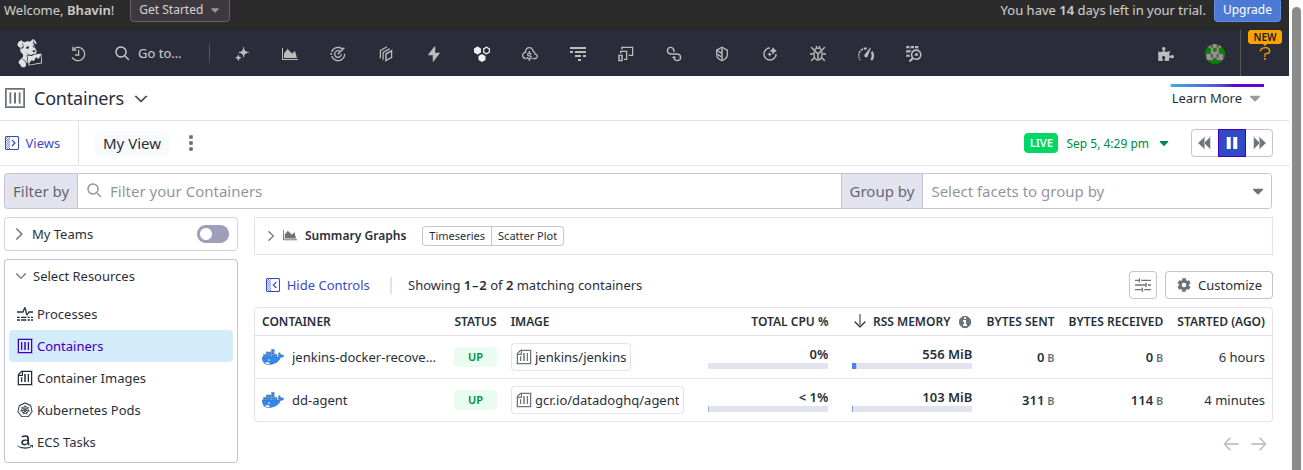 Welcome, Bhavin! Get Started You have 14 days left in your trial. Upgrade
Go to... NEW ?
Containers Learn More
Views My View LIVE Sep 5, 4:29 pm
Filter by Filter your Containers Group by Select facets to group by
My Teams Summary Graphs Timeseries Scatter Plot
Select Resources Hide Controls Showing 1–2 of 2 matching containers Customize
Processes
CONTAINER STATUS IMAGE TOTAL CPU % RSS MEMORY BYTES SENT BYTES RECEIVED STARTED (AGO)
Containers
jenkins-docker-recove... UP jenkins/jenkins 0% 556 MiB 0 B 0 B 6 hours
Container Images
dd-agent UP gcr.io/datadoghq/agent < 1% 103 MiB 311 B 114 B 4 minutes
Kubernetes Pods
ECS Tasks